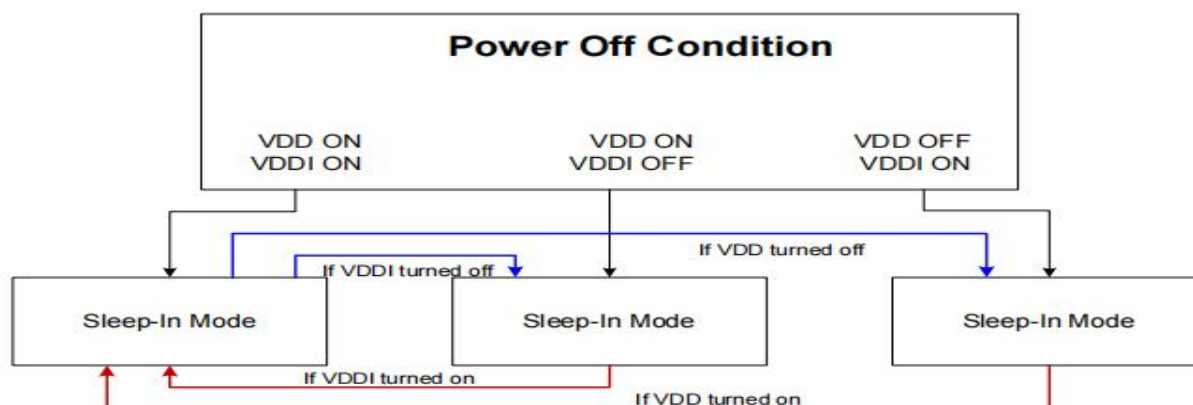 Power Off Condition
VDD ON
VDDI ON
VDD ON
VDDI OFF
VDD OFF
VDDI ON
If VDD turned off
If VDDI turned off
Sleep-In Mode
Sleep-In Mode
Sleep-In Mode
If VDDI turned on
If VDD turned on